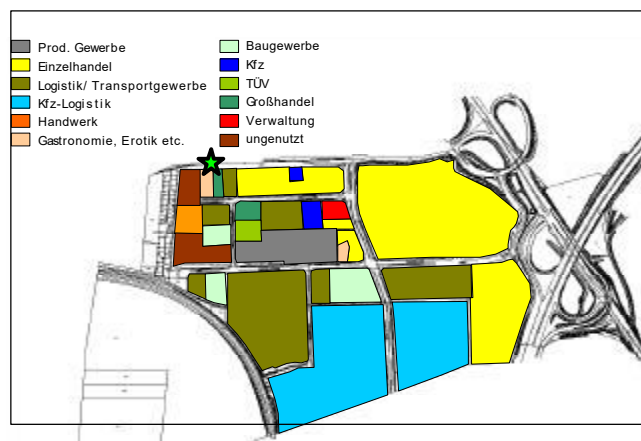 Prod. Gewerbe
Einzelhandel
Logistik/ Transportgewerbe
Kfz-Logistik
Handwerk
Gastronomie, Erotik etc.
Baugewerbe
Kfz
TÜV
Großhandel
Verwaltung
ungenutzt